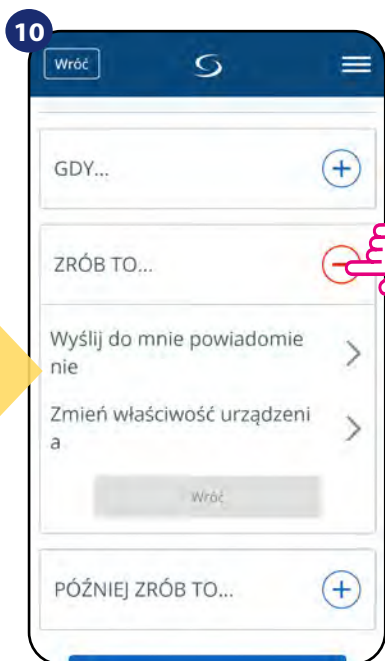 10
Wróć
GDY...
ZRÓB TO...
Wyślij do mnie powiadomie
nie
Zmień właściwość urządzeni
a
Wróć
PÓŹNIEJ ZRÓB TO...